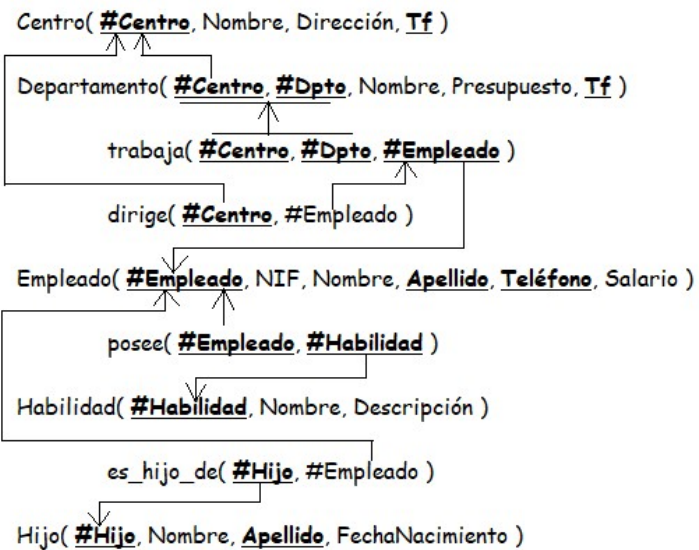 Centro( #Centro, Nombre, Dirección, Tf )
Departamento( #Centro, #Dpto, Nombre, Presupuesto, Tf )
trabaja( #Centro, #Dpto, #Empleado )
dirige( #Centro, #Empleado )
Empleado( #Empleado, NIF, Nombre, Apellido, Teléfono, Salario )
posee( #Empleado, #Habilidad )
Habilidad( #Habilidad, Nombre, Descripción )
es_hijo_de( #Hijo, #Empleado )
Hijo( #Hijo, Nombre, Apellido, FechaNacimiento )